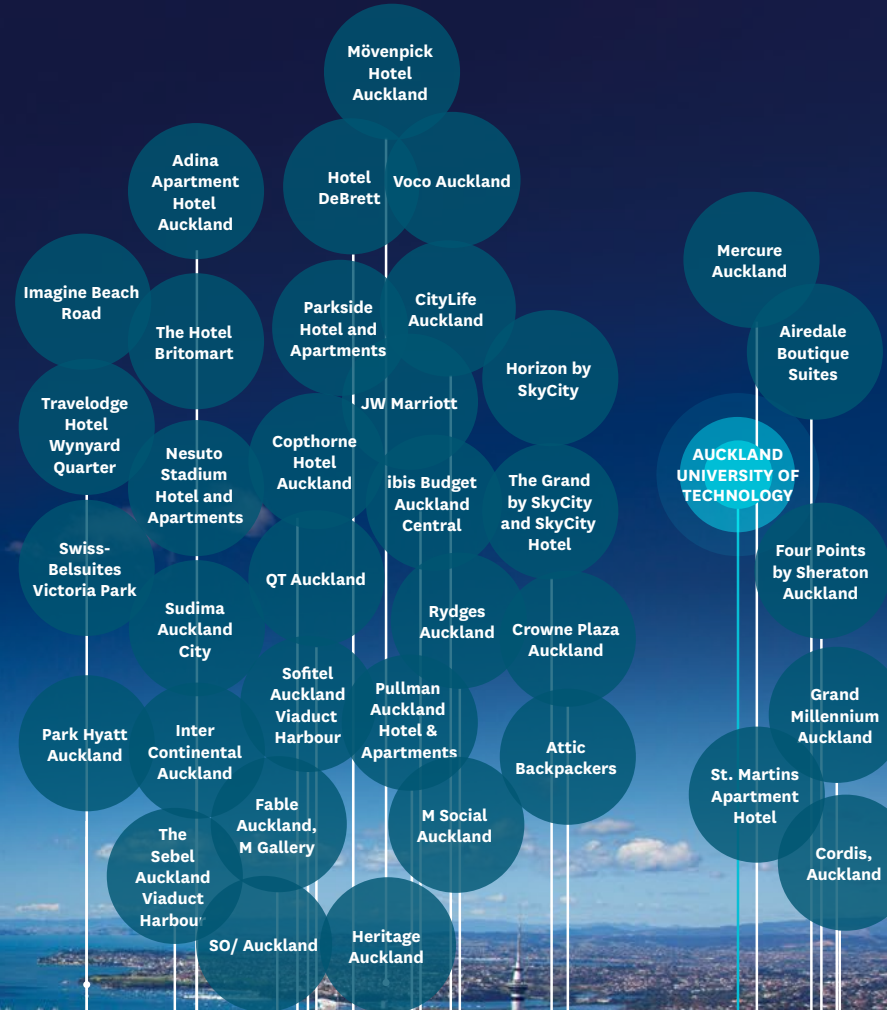 Mövenpick
Hotel
Auckland
Adina
Apartment
Hotel
Auckland
Hotel
DeBrett
Voco Auckland
Mercure
Auckland
Imagine Beach
Road
The Hotel
Britomart
Parkside
Hotel and
Apartments
CityLife
Auckland
Airedale
Boutique
Suites
Horizon by
SkyCity
Travelodge
Hotel
Wynyard
Quarter
JW Marriott
Nesuto
Stadium
Hotel and
Apartments
Copthorne
Hotel
Auckland
ibis Budget
Auckland
Central
The Grand
by SkyCity
and SkyCity
Hotel
AUCKLAND
UNIVERSITY OF
TECHNOLOGY
Swiss-
Belsuites
Victoria Park
QT Auckland
Four Points
by Sheraton
Auckland
Sudima
Auckland
City
Rydges
Auckland
Crowne Plaza
Auckland
Sofitel
Auckland
Viaduct
Harbour
Pullman
Auckland
Hotel &
Apartments
Grand
Millennium
Auckland
Park Hyatt
Auckland
Inter
Continental
Auckland
Attic
Backpackers
St. Martins
Apartment
Hotel
Fable
Auckland,
M Gallery
M Social
Auckland
The
Sebel
Auckland
Viaduct
Harbour
Cordis,
Auckland
SO/ Auckland
Heritage
Auckland